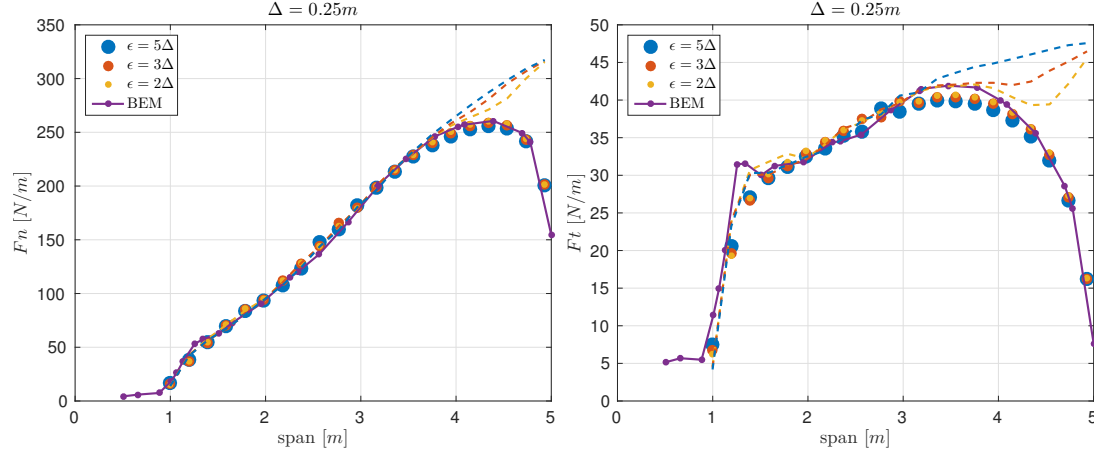 Δ = 0.25m
350
300
250
200
150
100
50
0
Fn [N/m]
ϵ = 5Δ
ϵ = 3Δ
ϵ = 2Δ
BEM
0 1 2 3 4 5
span [m]
Δ = 0.25m
50
45
40
35
30
25
20
15
10
5
0
Ft [N/m]
ϵ = 5Δ
ϵ = 3Δ
ϵ = 2Δ
BEM
0 1 2 3 4 5
span [m]